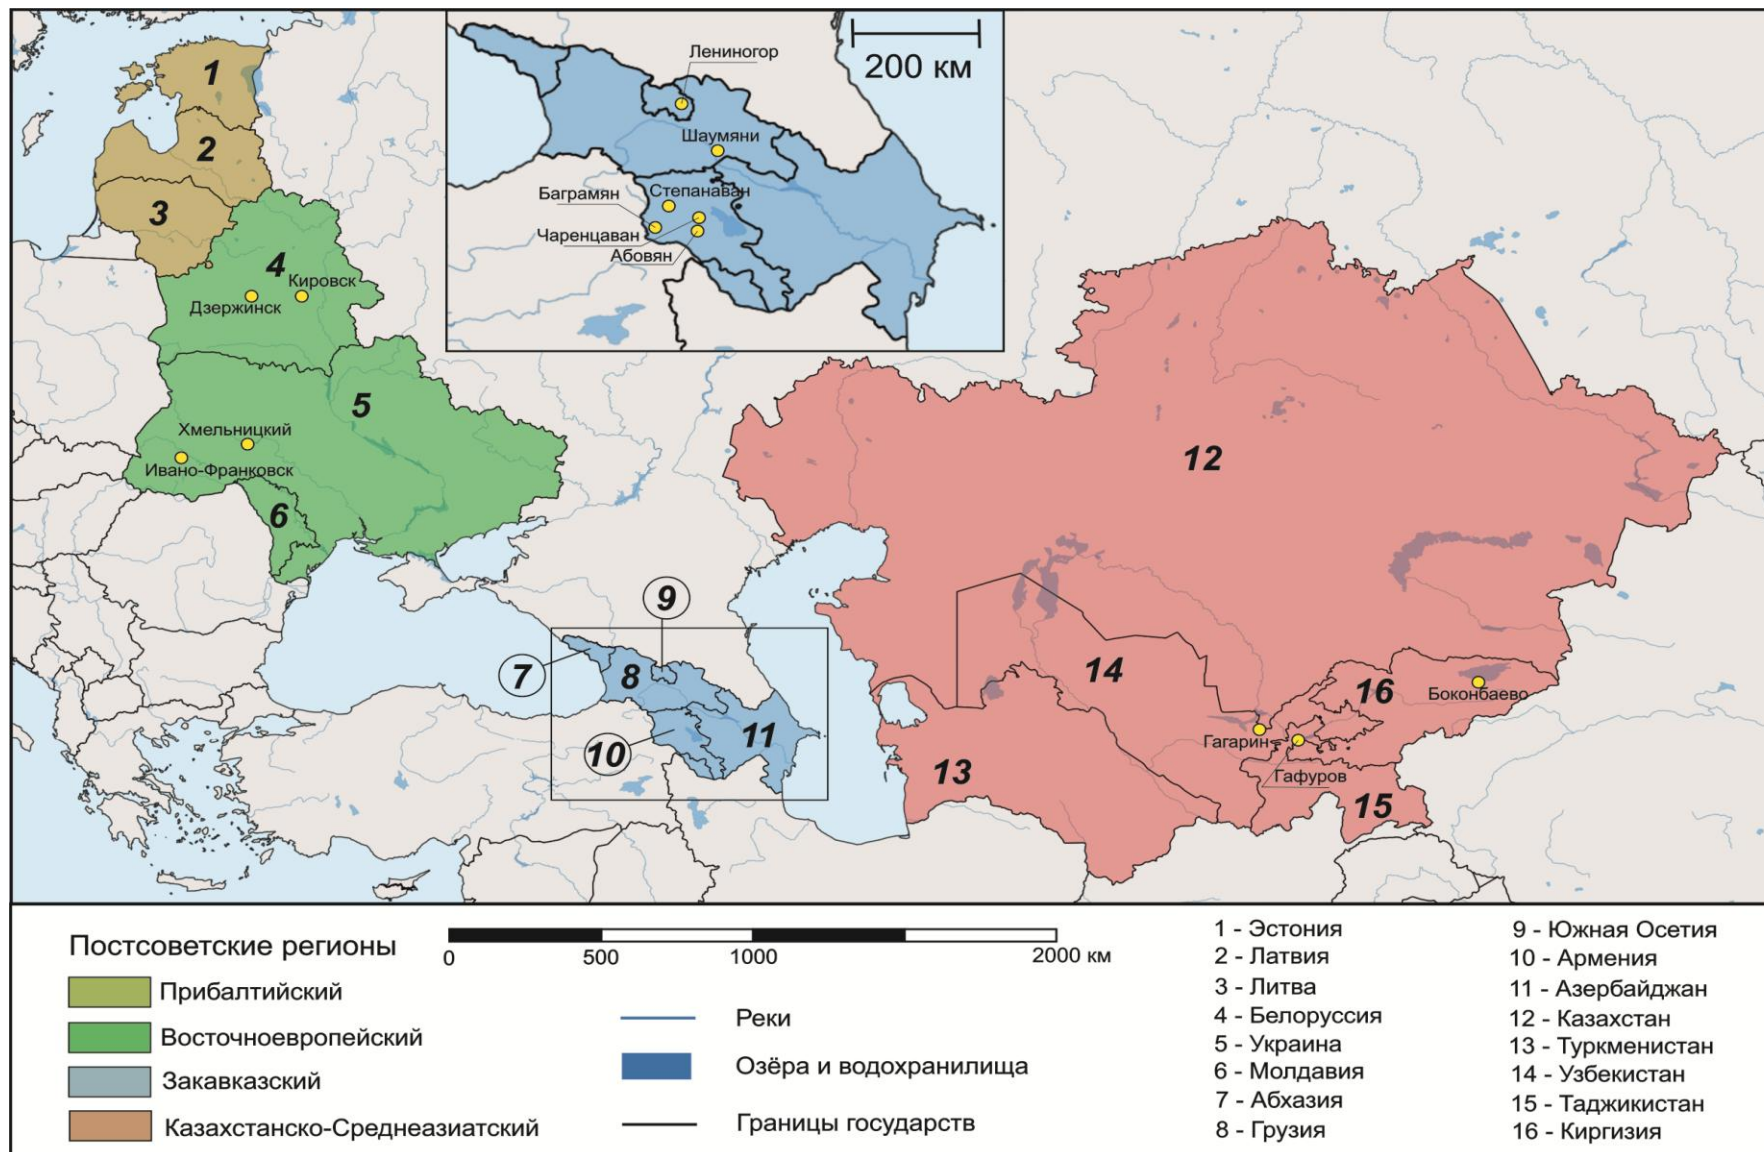 1
2
3
4
Кировск
Дзержинск
5
Хмельницкий
Ивано-Франковск
6
Лениногор
200 км
Шаумяни
Степанаван
Баграмян
Чаренцаван
Абовян
9
7
8
10
11
12
14
16
Боконбаево
Гагарин
Гафуров
13
15
Постсоветские регионы
Прибалтийский
Восточноевропейский
Закавказский
Казахстанско-Среднеазиатский
0 500 1000 2000 км
Реки
Озёра и водохранилища
Границы государств
1 - Эстония
2 - Латвия
3 - Литва
4 - Белоруссия
5 - Украина
6 - Молдавия
7 - Абхазия
8 - Грузия
9 - Южная Осетия
10 - Армения
11 - Азербайджан
12 - Казахстан
13 - Туркменистан
14 - Узбекистан
15 - Таджикистан
16 - Киргизия